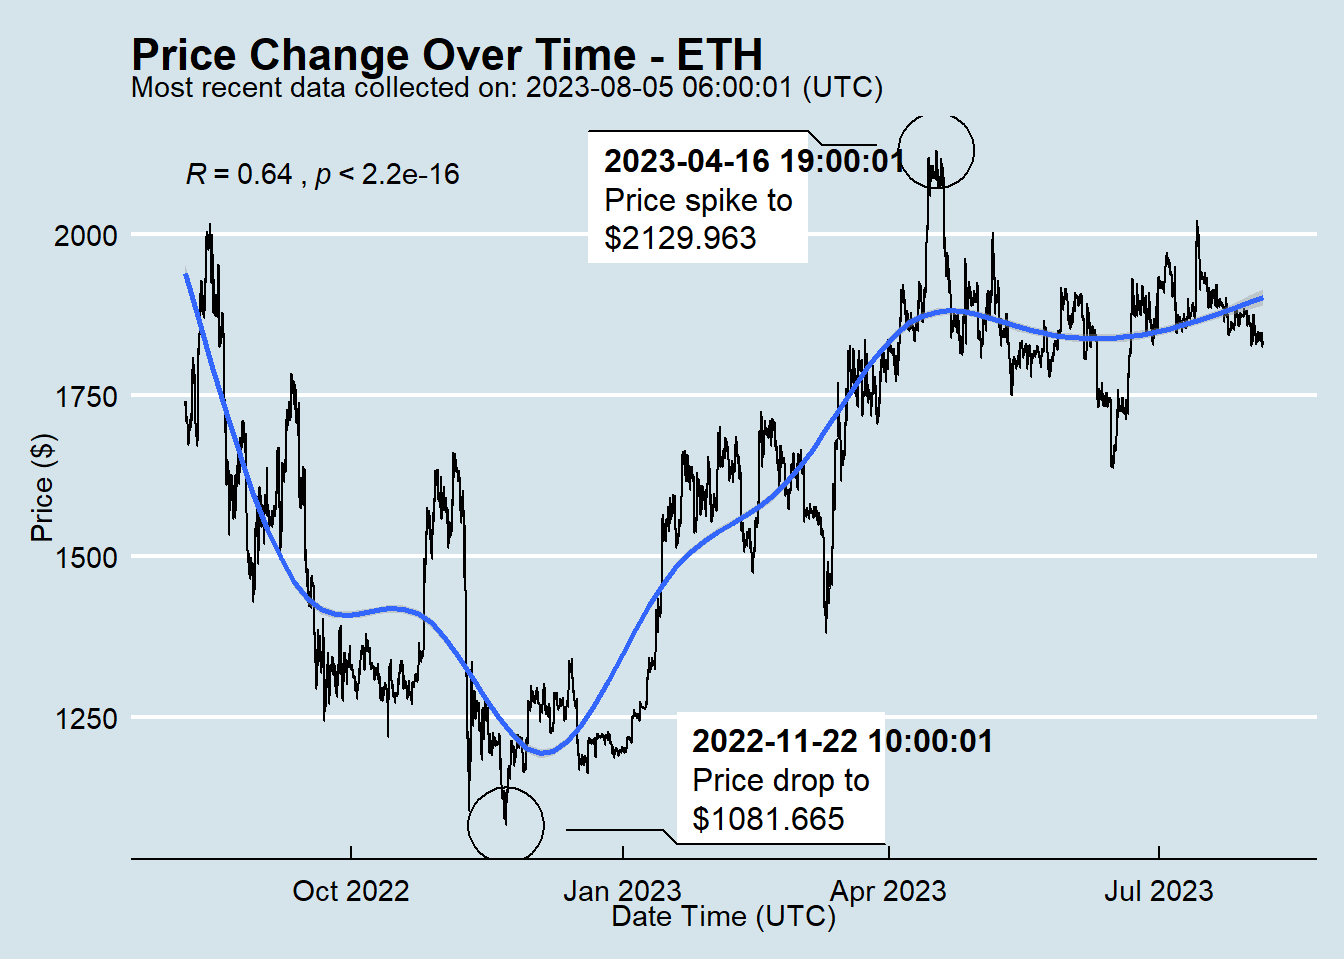 Price Change Over Time - ETH
Most recent data collected on: 2023-08-05 06:00:01 (UTC)
R = 0.64 , p < 2.2e-16
2023-04-16 19:00:01
Price spike to
$2129.963
2000
1750
1500
1250
Price ($)
2022-11-22 10:00:01
Price drop to
$1081.665
Oct 2022
Jan 2023
Apr 2023
Jul 2023
Date Time (UTC)